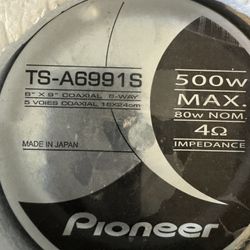 TS-A6991S
6" X 9" COAXIAL 5-WAY
5 VOIES COAXIAL 16X24cm
500W
MAX.
80W NOM.
4Ω
IMPEDANCE
MADE IN JAPAN
Pioneer